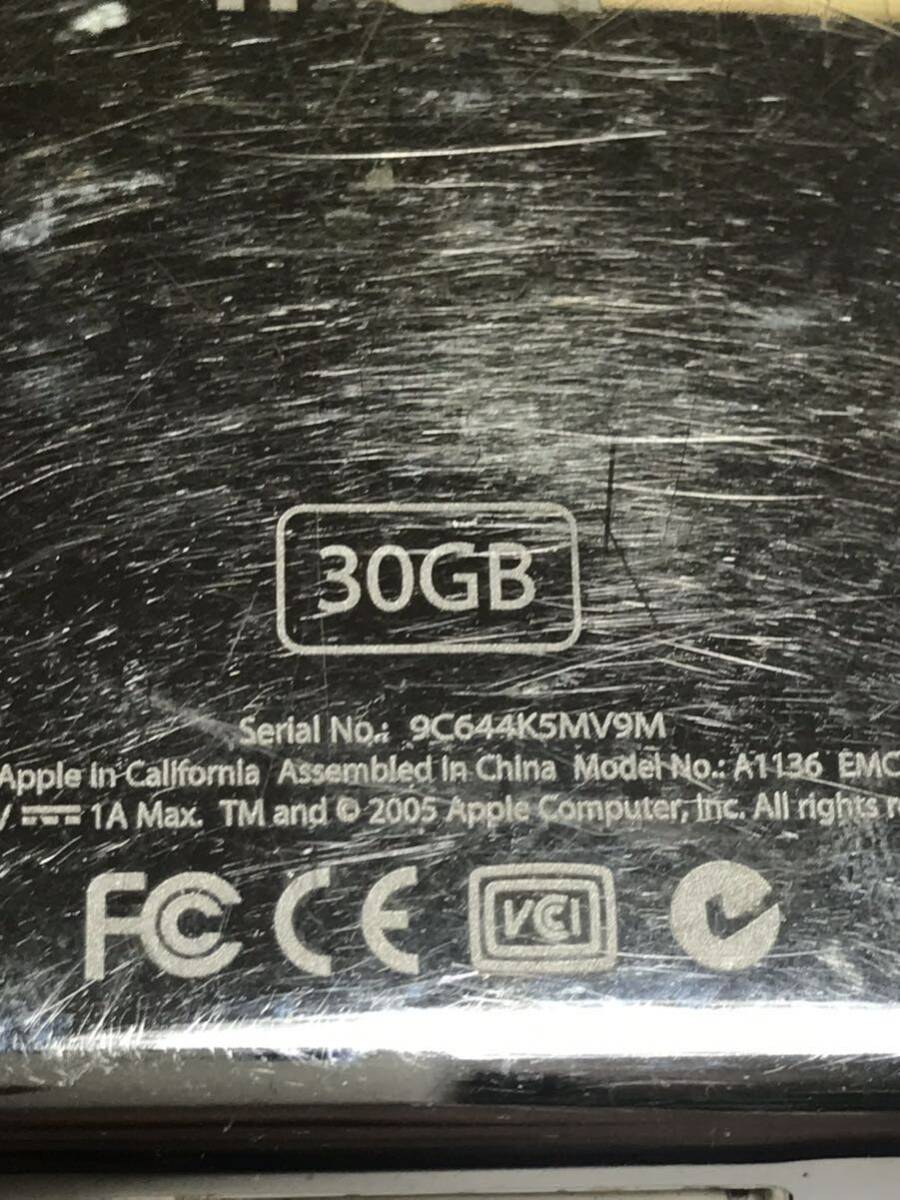 30GB
Serial No.: 9C644K5MV9M
Apple in California Assembled in China Model No.: A1136 EMC
1A Max. TM and © 2005 Apple Computer, Inc. All rights
FC CE VCI